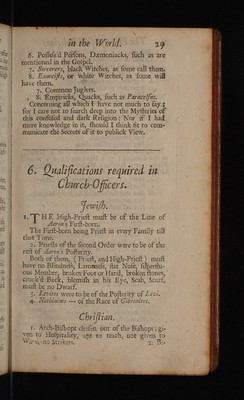 in the World. 29
6. Possess'd Persons, Dæmoniacks, such as are
mentioned in the Gospel.
7. Sorcerers, black Witches, as some call them.
8. Exorcists, or white Witches, as some will
have them.
7. Common Juglers.
8. Empiricks, Quacks, such as Paracelsus.
Concerning all which I have not much to say;
for I care not to search deep into the Mysteries of
this confused and dark Religion: Nor if I had
more knowledge in it, should I think fit to com-
municate the Secrets of it to publick View.
6. Qualifications required in
Church-Officers.
Jewish.
1. THE High-Priest must be of the Line of
Aaron's First-born.
The First-born being Priest in every Family till
that Time.
2. Priests of the second Order were to be of the
rest of Aaron's Posterity.
Both of them, (Priest, and High-Priest) must
have no Blindness, Lameness, flat Nose, superflu-
ous Member, broken Foot or Hand, broken stones,
crook'd Back, blemish in his Eye, Scab, Scurf,
must be no Dwarf.
3. Levites were to be of the Posterity of Levi.
4. Nethinims — of the Race of Gibeonites.
Christian.
1. Arch-Bishops chosen out of the Bishops: gi-
ven to Hospitality, apt to teach, not given to
Wine, no Strikers. 2. Bi-